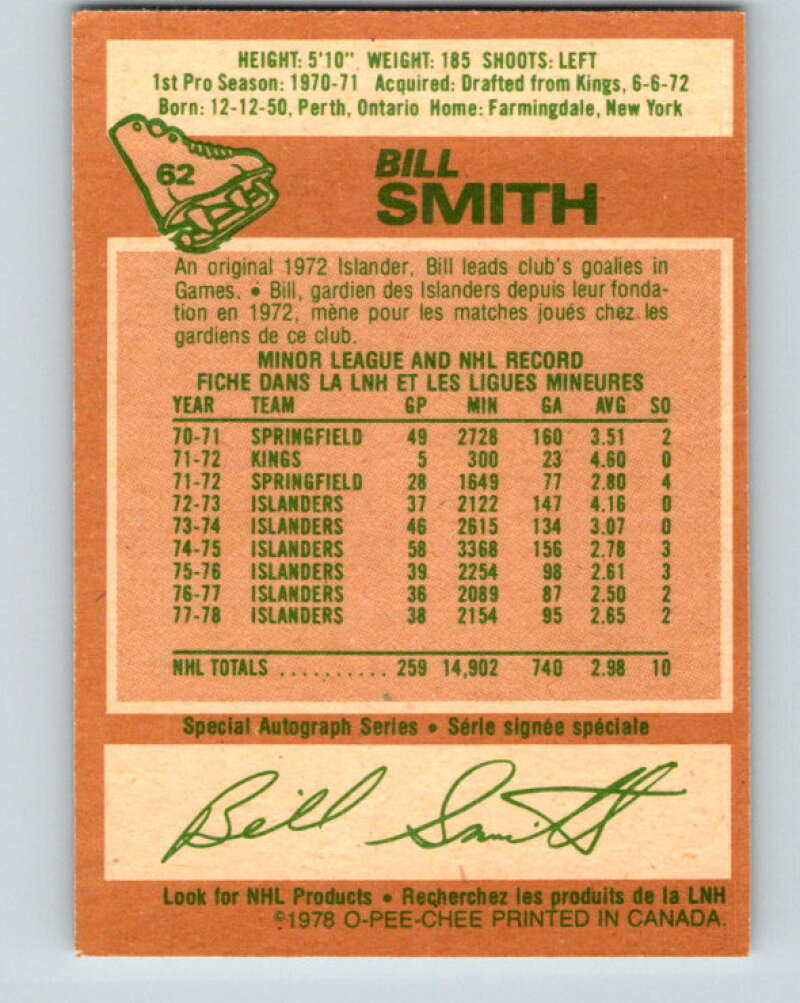 HEIGHT: 5'10" WEIGHT: 185 SHOOTS: LEFT
1st Pro Season: 1970-71 Acquired: Drafted from Kings, 6-6-72
Born: 12-12-50, Perth, Ontario Home: Farmingdale, New York
62
BILL
SMITH
An original 1972 Islander, Bill leads club's goalies in
Games. • Bill, gardien des Islanders depuis leur fonda-
tion en 1972, mène pour les matches joués chez les
gardiens de ce club.
MINOR LEAGUE AND NHL RECORD
FICHE DANS LA LNH ET LES LIGUES MINEURES
YEAR TEAM GP MIN GA AVG SO
70-71 SPRINGFIELD 49 2728 160 3.51 2
71-72 KINGS 5 300 23 4.60 0
71-72 SPRINGFIELD 28 1649 77 2.80 4
72-73 ISLANDERS 37 2122 147 4.16 0
73-74 ISLANDERS 46 2615 134 3.07 0
74-75 ISLANDERS 58 3368 156 2.78 3
75-76 ISLANDERS 39 2254 98 2.61 3
76-77 ISLANDERS 36 2089 87 2.50 2
77-78 ISLANDERS 38 2154 95 2.65 2
NHL TOTALS .......... 259 14,902 740 2.98 10
Special Autograph Series • Série signée spéciale
Bill Smith
Look for NHL Products • Recherchez les produits de la LNH
©1978 O-PEE-CHEE PRINTED IN CANADA.